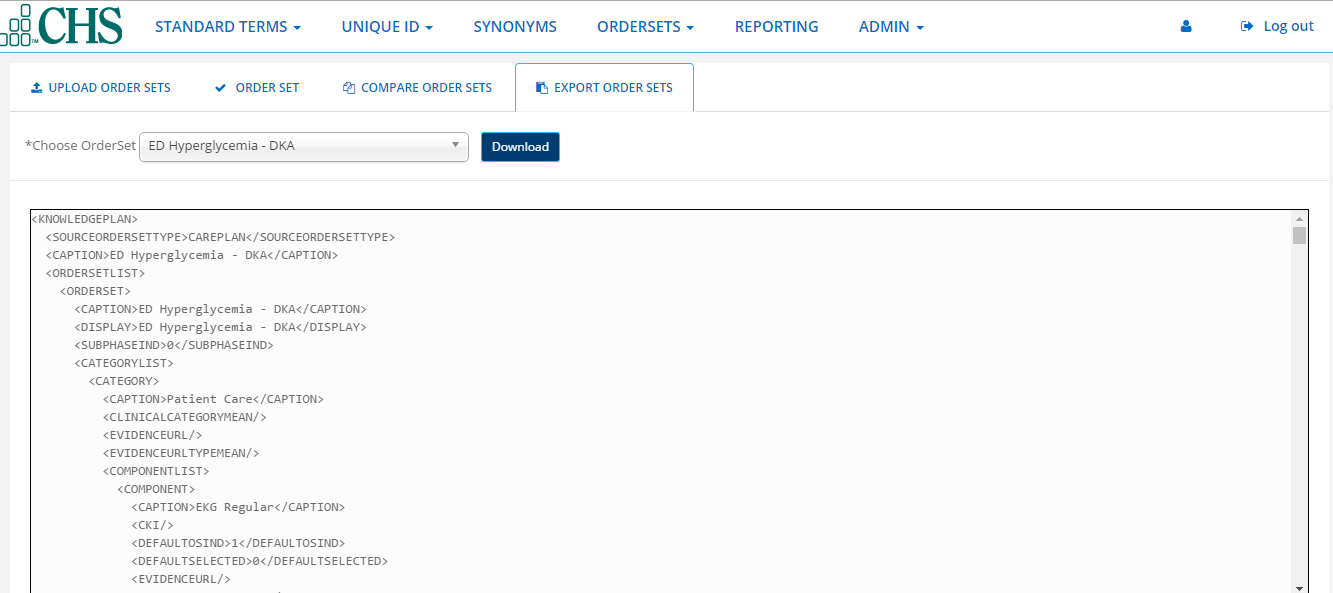 CHS STANDARD TERMS UNIQUE ID SYNONYMS ORDERSETS REPORTING ADMIN Log out
UPLOAD ORDER SETS ORDER SET COMPARE ORDER SETS EXPORT ORDER SETS
*Choose OrderSet ED Hyperglycemia - DKA Download
<KNOWLEDGEPLAN>
<SOURCEORDERSETTYPE>CAREPLAN</SOURCEORDERSETTYPE>
<CAPTION>ED Hyperglycemia - DKA</CAPTION>
<ORDERSETLIST>
<ORDERSET>
<CAPTION>ED Hyperglycemia - DKA</CAPTION>
<DISPLAY>ED Hyperglycemia - DKA</DISPLAY>
<SUBPHASEIND>0</SUBPHASEIND>
<CATEGORYLIST>
<CATEGORY>
<CAPTION>Patient Care</CAPTION>
<CLINICALCATEGORYMEAN/>
<EVIDENCEURL/>
<EVIDENCEURLTYPEMEAN/>
<COMPONENTLIST>
<COMPONENT>
<CAPTION>EKG Regular</CAPTION>
<CKI/>
<DEFAULTOSIND>1</DEFAULTOSIND>
<DEFAULTSELECTED>0</DEFAULTSELECTED>
<EVIDENCEURL/>